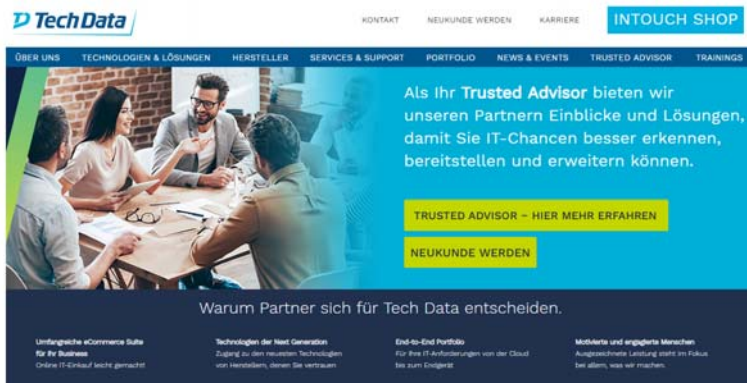 Tech Data
KONTAKT NEUKUNDE WERDEN KARRIERE INTOUCH SHOP
ÜBER UNS TECHNOLOGIEN & LÖSUNGEN HERSTELLER SERVICES & SUPPORT PORTFOLIO NEWS & EVENTS TRUSTED ADVISOR TRAININGS
Als Ihr Trusted Advisor bieten wir
unseren Partnern Einblicke und Lösungen,
damit Sie IT-Chancen besser erkennen,
bereitstellen und erweitern können.
TRUSTED ADVISOR – HIER MEHR ERFAHREN
NEUKUNDE WERDEN
Warum Partner sich für Tech Data entscheiden.
Umfangreiche eCommerce Suite
für Ihr Business
Online IT-Einkauf leicht gemacht!
Technologien der Next Generation
Zugang zu den neuesten Technologien
von Herstellern, denen Sie vertrauen
End-to-End Portfolio
Für Ihre IT-Anforderungen von der Cloud
bis zum Endgerät
Motivierte und engagierte Menschen
Ausgezeichnete Leistung steht im Fokus
bei allem, was wir machen.